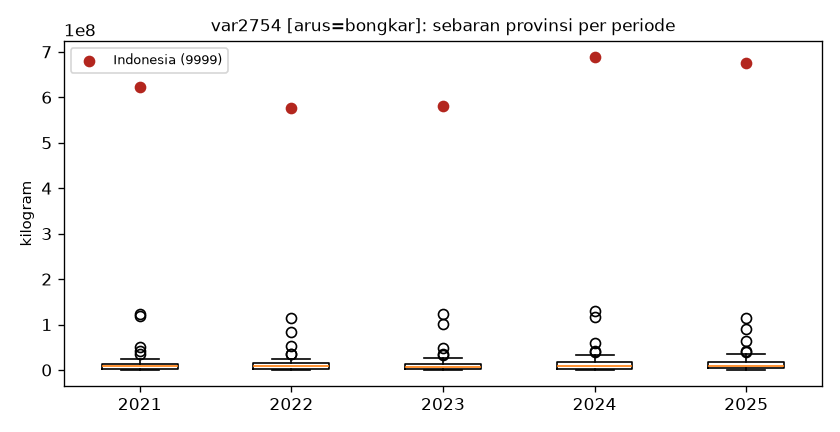 var2754 [arus=bongkar]: sebaran provinsi per periode
1e8
Indonesia (9999)
7
6
5
4
3
2
1
0
kilogram
2021 2022 2023 2024 2025